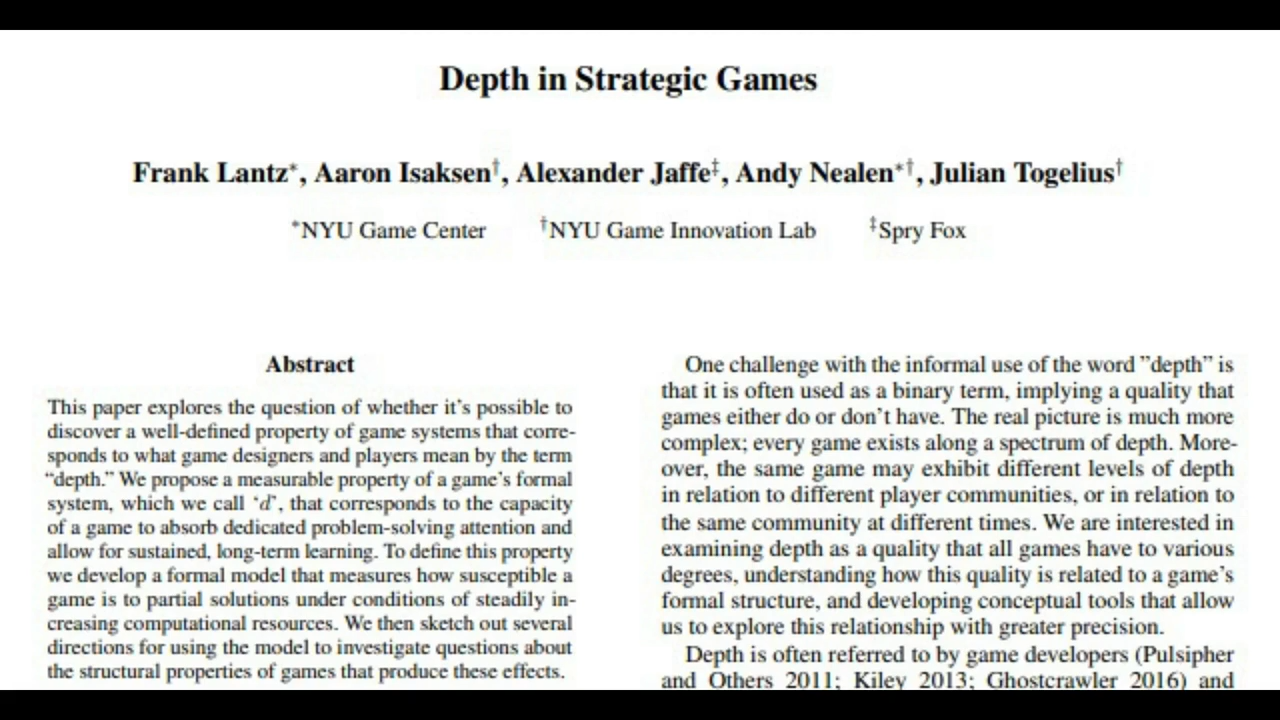 Depth in Strategic Games
Frank Lantz*, Aaron Isaksen†, Alexander Jaffe‡, Andy Nealen*†, Julian Togelius†
*NYU Game Center †NYU Game Innovation Lab ‡Spry Fox
Abstract
This paper explores the question of whether it's possible to
discover a well-defined property of game systems that corre-
sponds to what game designers and players mean by the term
"depth." We propose a measurable property of a game's formal
system, which we call 'd', that corresponds to the capacity
of a game to absorb dedicated problem-solving attention and
allow for sustained, long-term learning. To define this property
we develop a formal model that measures how susceptible a
game is to partial solutions under conditions of steadily in-
creasing computational resources. We then sketch out several
directions for using the model to investigate questions about
the structural properties of games that produce these effects.
One challenge with the informal use of the word "depth" is
that it is often used as a binary term, implying a quality that
games either do or don't have. The real picture is much more
complex; every game exists along a spectrum of depth. More-
over, the same game may exhibit different levels of depth
in relation to different player communities, or in relation to
the same community at different times. We are interested in
examining depth as a quality that all games have to various
degrees, understanding how this quality is related to a game's
formal structure, and developing conceptual tools that allow
us to explore this relationship with greater precision.
Depth is often referred to by game developers (Pulsipher
and Others 2011; Kiley 2013; Ghostcrawler 2016) and